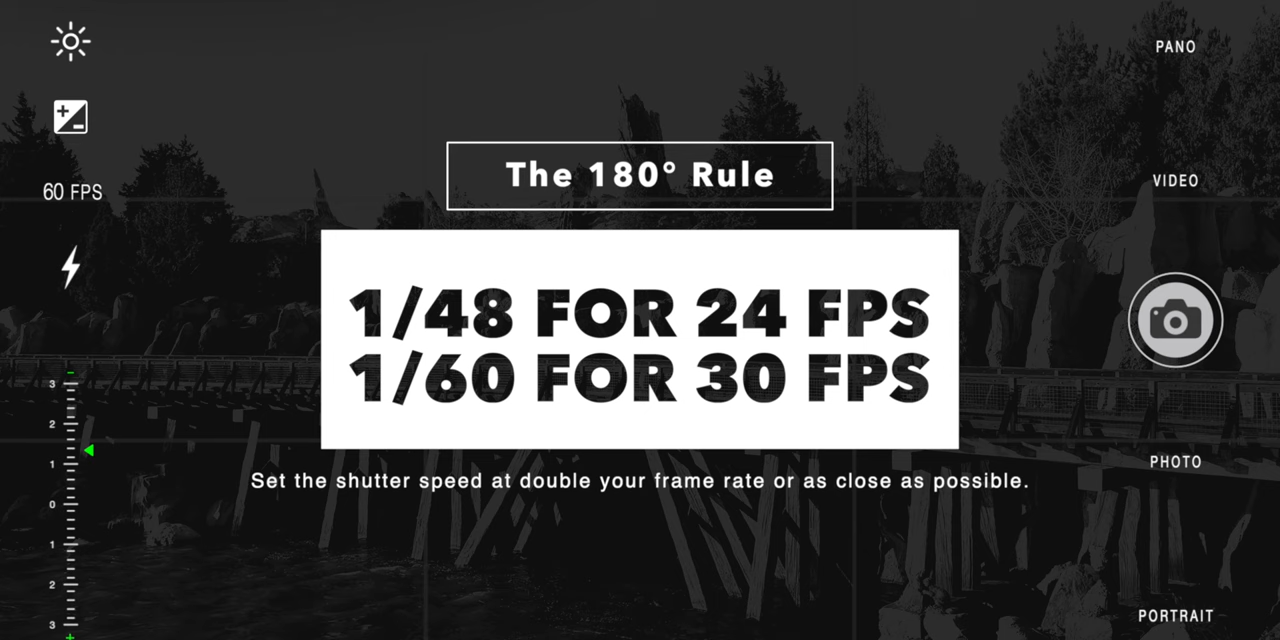 PANO
60 FPS
VIDEO
The 180° Rule
1/48 FOR 24 FPS
1/60 FOR 30 FPS
Set the shutter speed at double your frame rate or as close as possible.
3
2
1
0
1
2
3
PHOTO
PORTRAIT